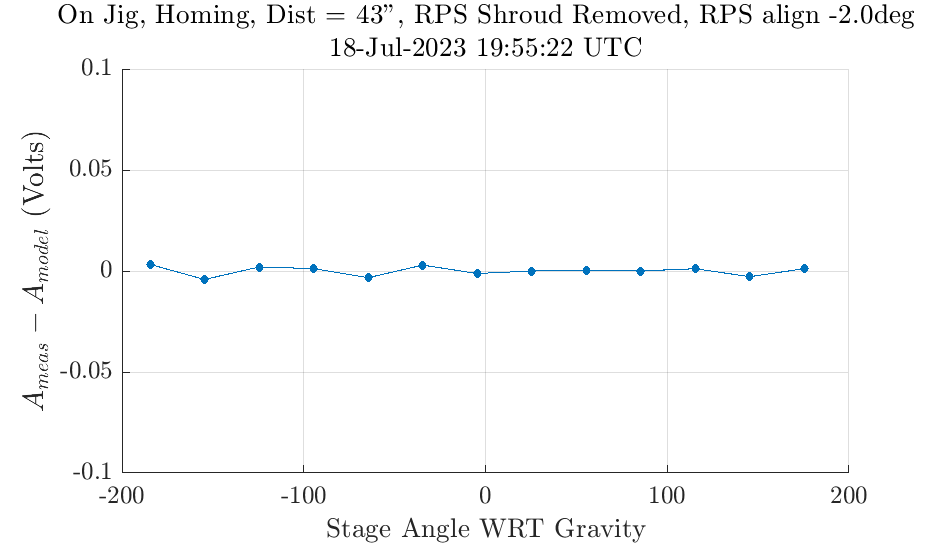 On Jig, Homing, Dist = 43”, RPS Shroud Removed, RPS align -2.0deg
18-Jul-2023 19:55:22 UTC
0.1
0.05
0
-0.05
-0.1
A_meas − A_model (Volts)
-200 -100 0 100 200
Stage Angle WRT Gravity